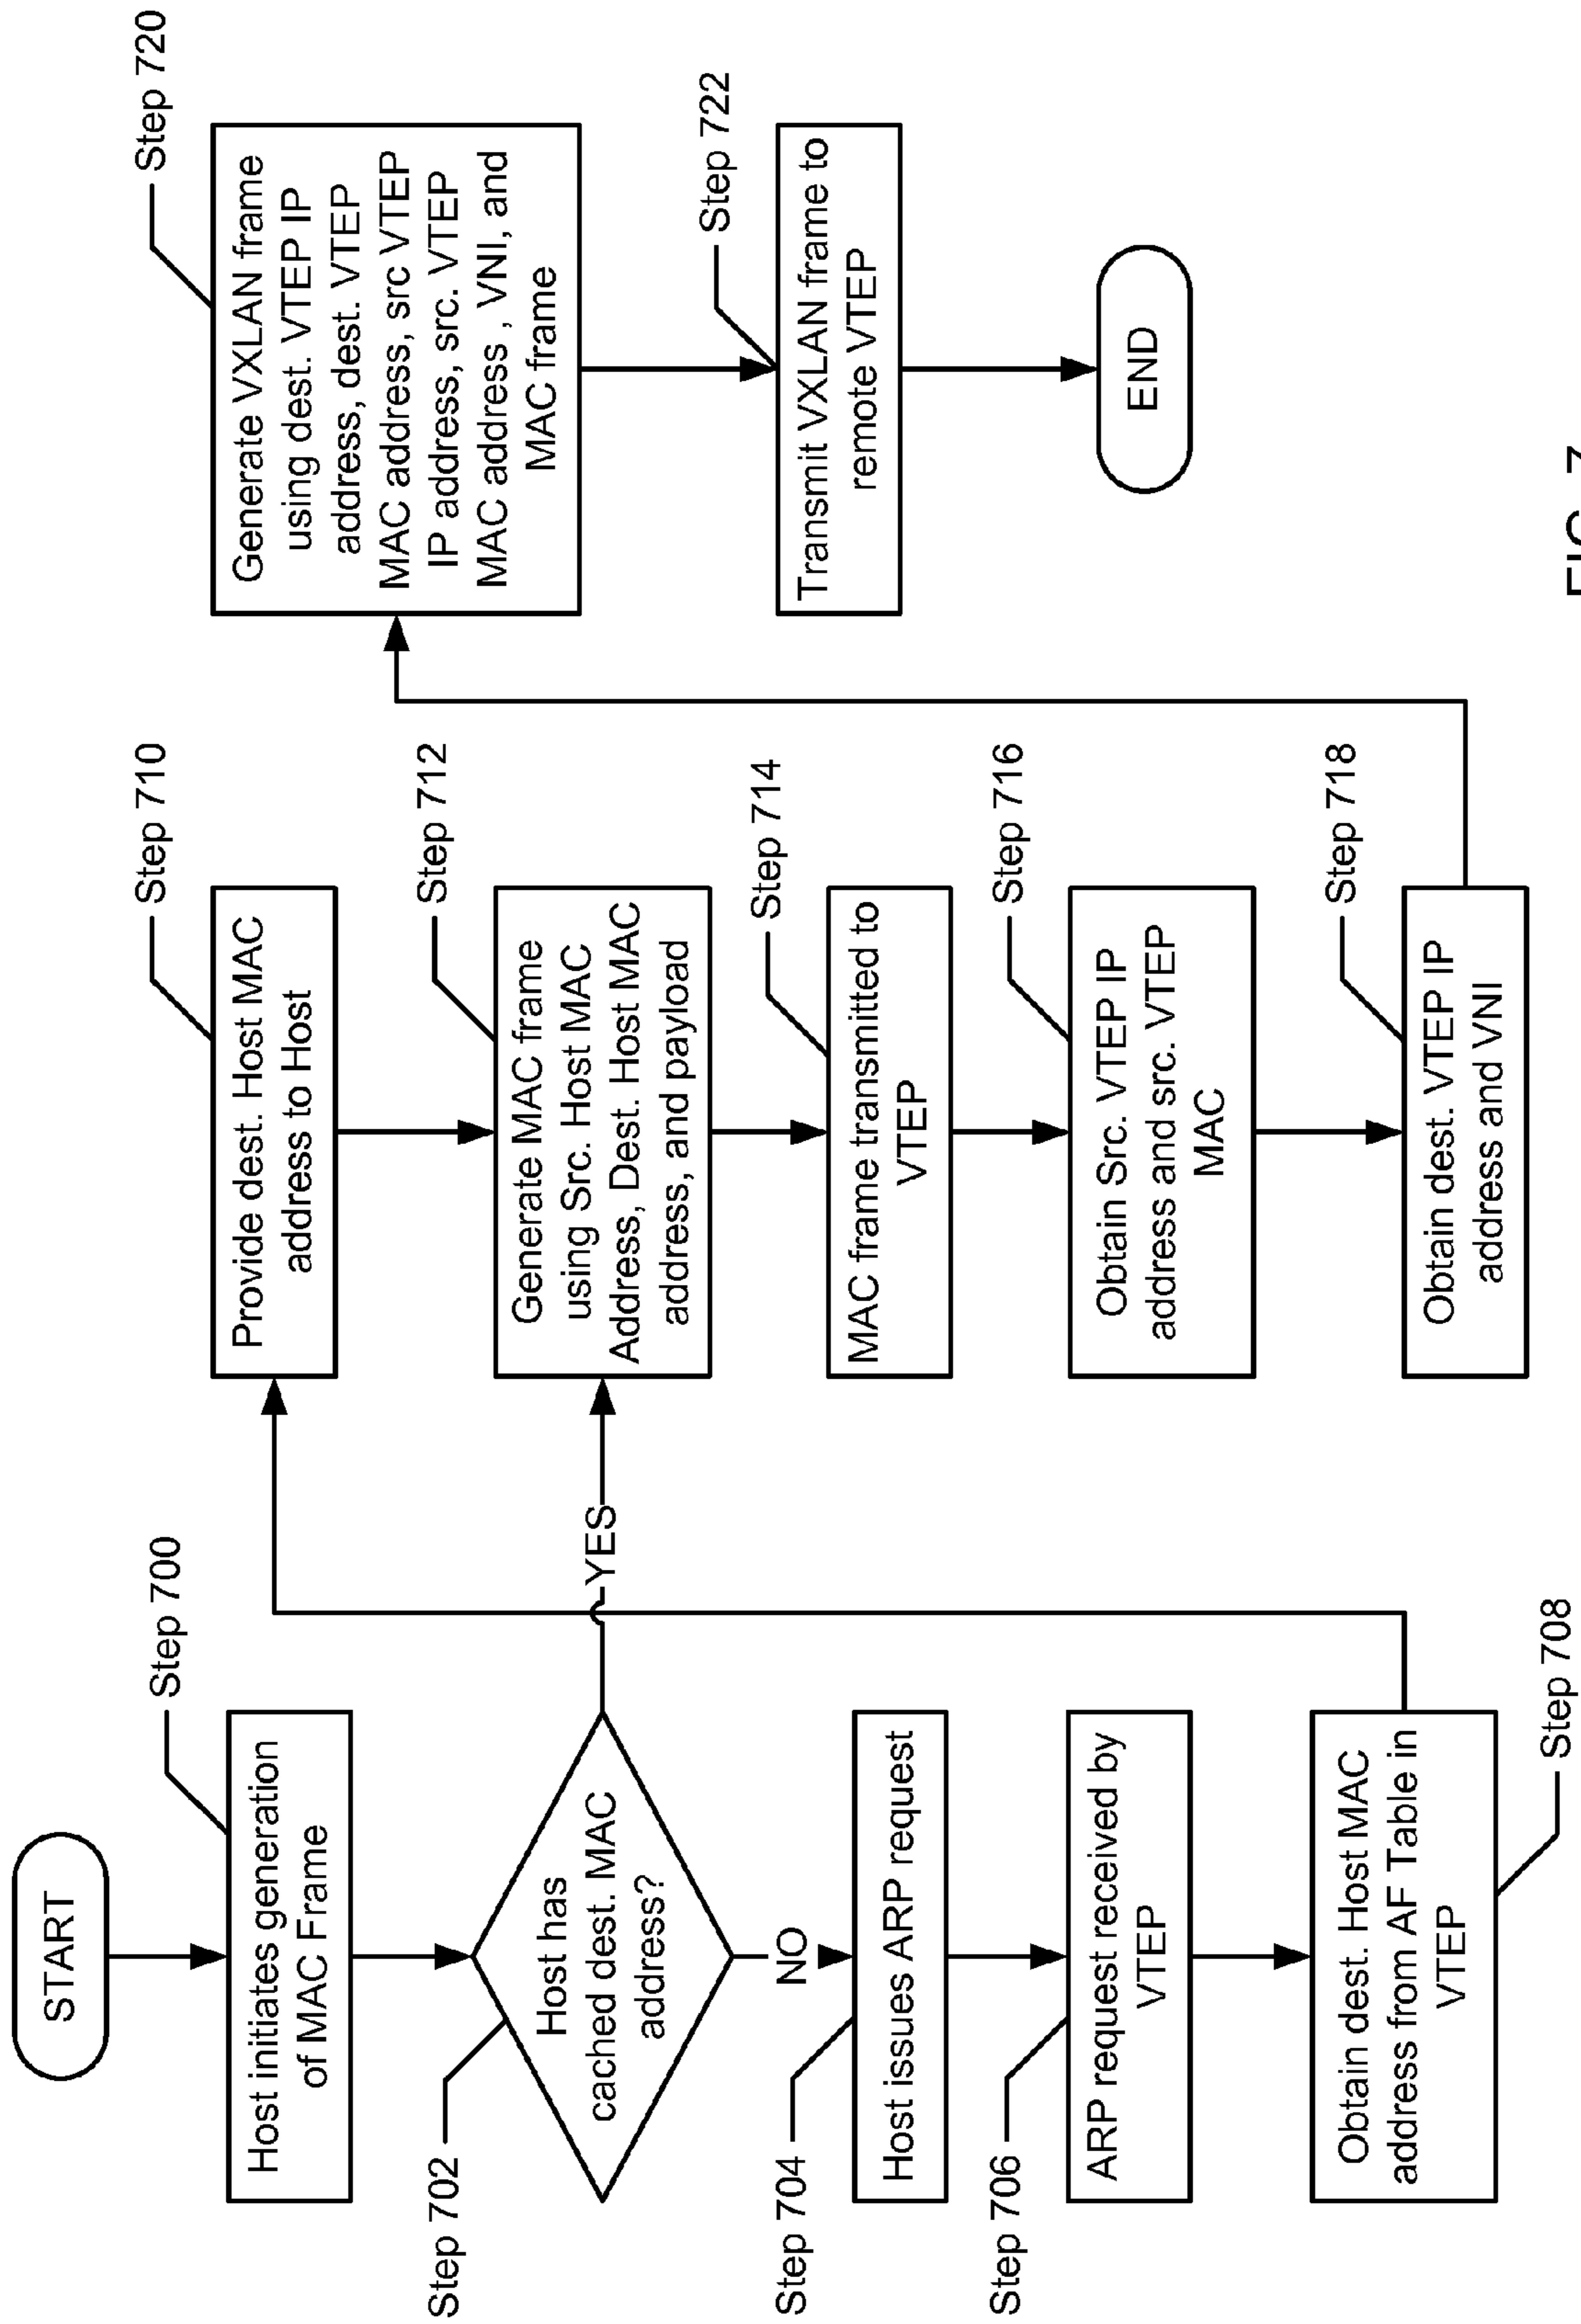 START
Step 700
Host initiates generation
of MAC Frame
Step 702
Host has
cached dest. MAC
address?
YES
NO
Step 704
Host issues ARP request
Step 706
ARP request received by
VTEP
Obtain dest. Host MAC
address from AF Table in
VTEP
Step 708
Step 710
Provide dest. Host MAC
address to Host
Step 712
Generate MAC frame
using Src. Host MAC
Address, Dest. Host MAC
address, and payload
Step 714
MAC frame transmitted to
VTEP
Step 716
Obtain Src. VTEP IP
address and src. VTEP
MAC
Step 718
Obtain dest. VTEP IP
address and VNI
Step 720
Generate VXLAN frame
using dest. VTEP IP
address, dest. VTEP
MAC address, src VTEP
IP address, src. VTEP
MAC address , VNI, and
MAC frame
Step 722
Transmit VXLAN frame to
remote VTEP
END